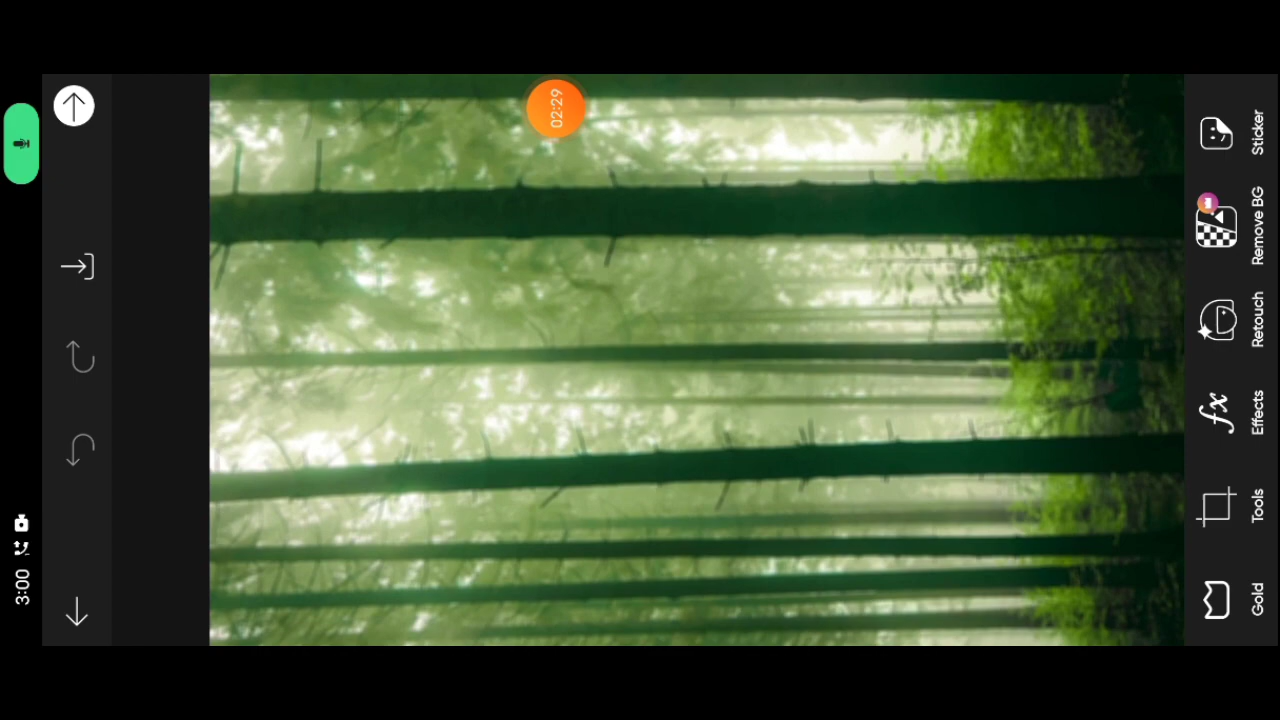 3:00
02:29
Gold
Tools
Effects
Retouch
Remove BG
Sticker